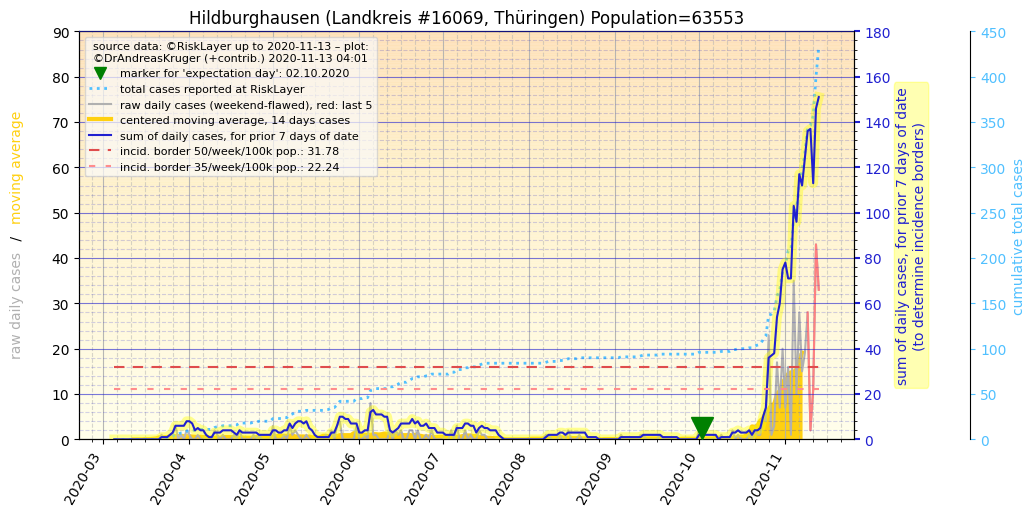 Hildburghausen (Landkreis #16069, Thüringen) Population=63553
source data: ©RiskLayer up to 2020-11-13 – plot:
©DrAndreasKruger (+contrib.) 2020-11-13 04:01
marker for 'expectation day': 02.10.2020
total cases reported at RiskLayer
raw daily cases (weekend-flawed), red: last 5
centered moving average, 14 days cases
sum of daily cases, for prior 7 days of date
incid. border 50/week/100k pop.: 31.78
incid. border 35/week/100k pop.: 22.24
raw daily cases / moving average
90
80
70
60
50
40
30
20
10
0
2020-03
2020-04
2020-05
2020-06
2020-07
2020-08
2020-09
2020-10
2020-11
180
160
140
120
100
80
60
40
20
0
sum of daily cases, for prior 7 days of date
(to determine incidence borders)
450
400
350
300
250
200
150
100
50
0
cumulative total cases